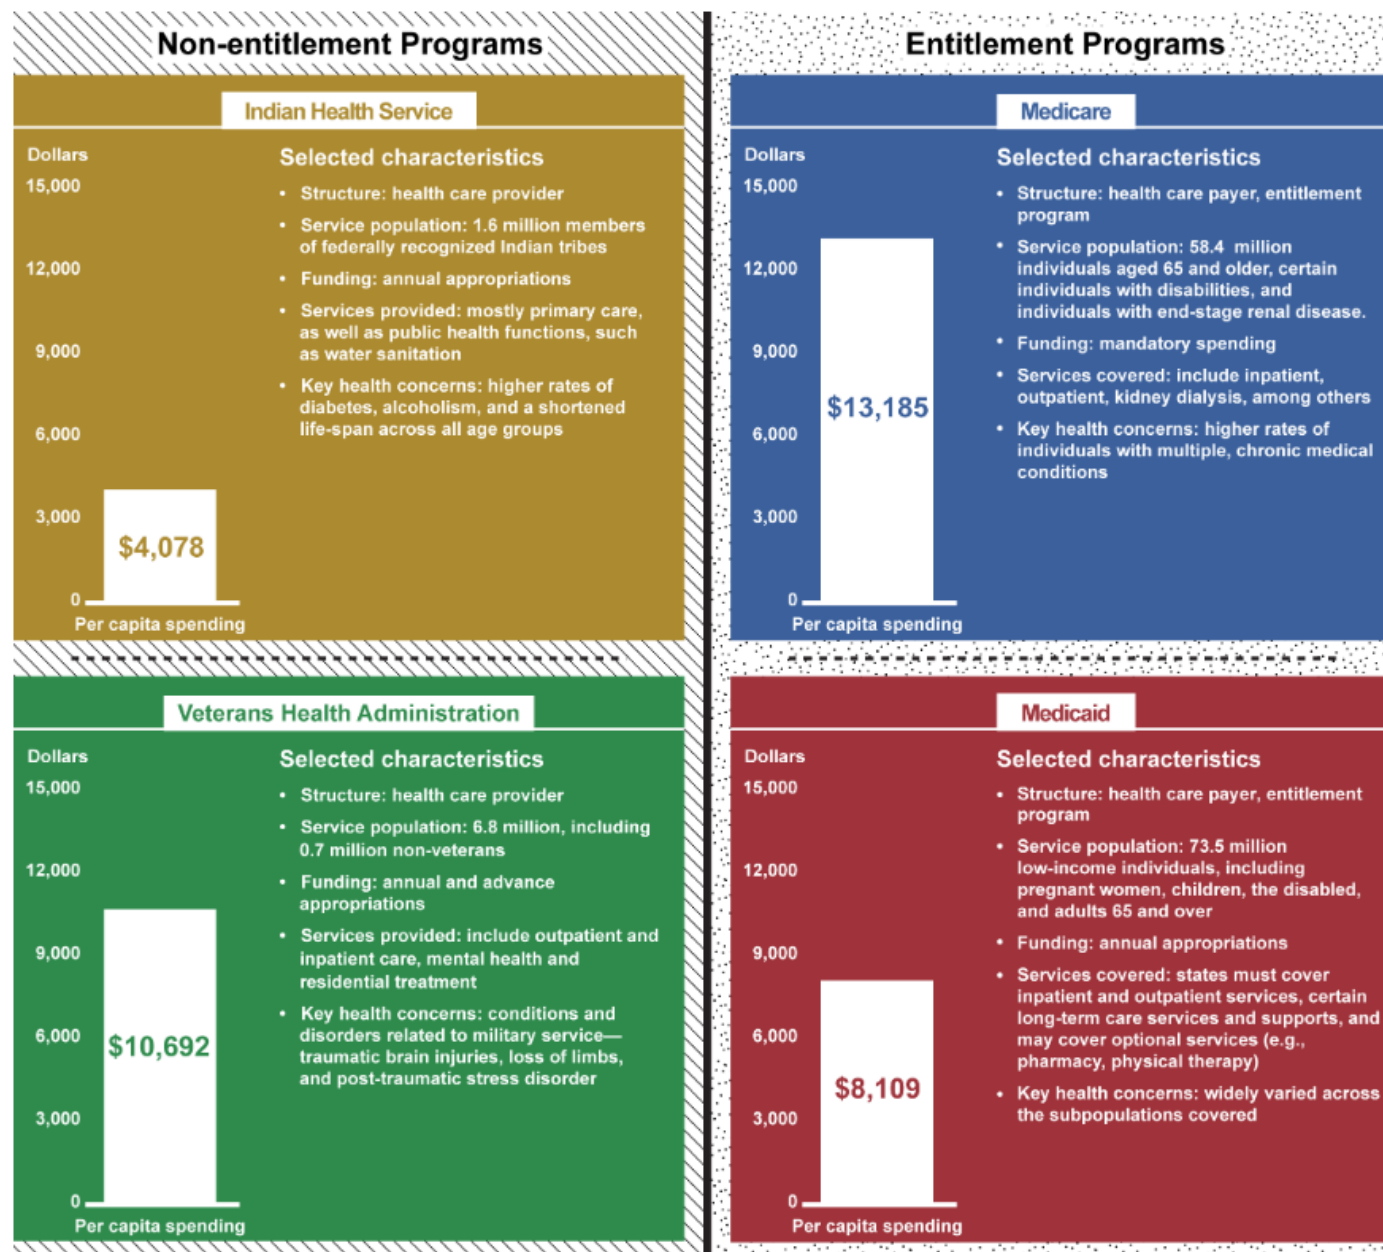 Non-entitlement Programs
Indian Health Service
Dollars
15,000
12,000
9,000
6,000
3,000
0
$4,078
Per capita spending
Selected characteristics
• Structure: health care provider
• Service population: 1.6 million members
of federally recognized Indian tribes
• Funding: annual appropriations
• Services provided: mostly primary care,
as well as public health functions, such
as water sanitation
• Key health concerns: higher rates of
diabetes, alcoholism, and a shortened
life-span across all age groups
Veterans Health Administration
Dollars
15,000
12,000
9,000
6,000
3,000
0
$10,692
Per capita spending
Selected characteristics
• Structure: health care provider
• Service population: 6.8 million, including
0.7 million non-veterans
• Funding: annual and advance
appropriations
• Services provided: include outpatient and
inpatient care, mental health and
residential treatment
• Key health concerns: conditions and
disorders related to military service—
traumatic brain injuries, loss of limbs,
and post-traumatic stress disorder
Entitlement Programs
Medicare
Dollars
15,000
12,000
9,000
6,000
3,000
0
$13,185
Per capita spending
Selected characteristics
• Structure: health care payer, entitlement
program
• Service population: 58.4 million
individuals aged 65 and older, certain
individuals with disabilities, and
individuals with end-stage renal disease.
• Funding: mandatory spending
• Services covered: include inpatient,
outpatient, kidney dialysis, among others
• Key health concerns: higher rates of
individuals with multiple, chronic medical
conditions
Medicaid
Dollars
15,000
12,000
9,000
6,000
3,000
0
$8,109
Per capita spending
Selected characteristics
• Structure: health care payer, entitlement
program
• Service population: 73.5 million
low-income individuals, including
pregnant women, children, the disabled,
and adults 65 and over
• Funding: annual appropriations
• Services covered: states must cover
inpatient and outpatient services, certain
long-term care services and supports, and
may cover optional services (e.g.,
pharmacy, physical therapy)
• Key health concerns: widely varied across
the subpopulations covered